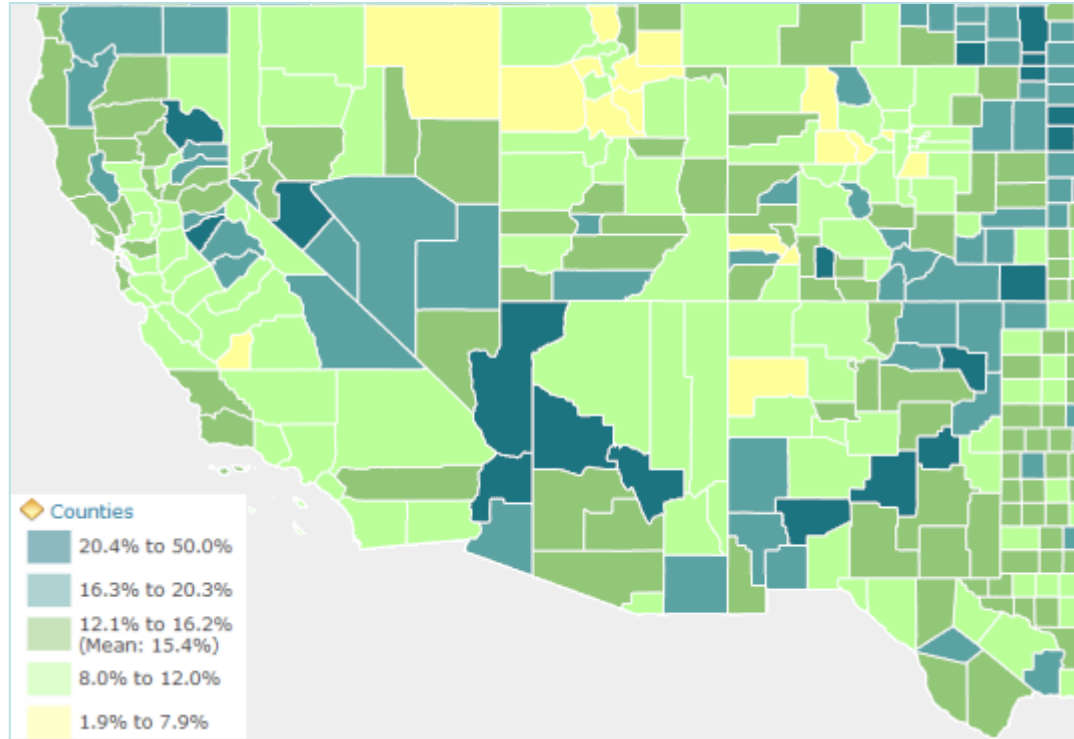 Counties
20.4% to 50.0%
16.3% to 20.3%
12.1% to 16.2%
(Mean: 15.4%)
8.0% to 12.0%
1.9% to 7.9%